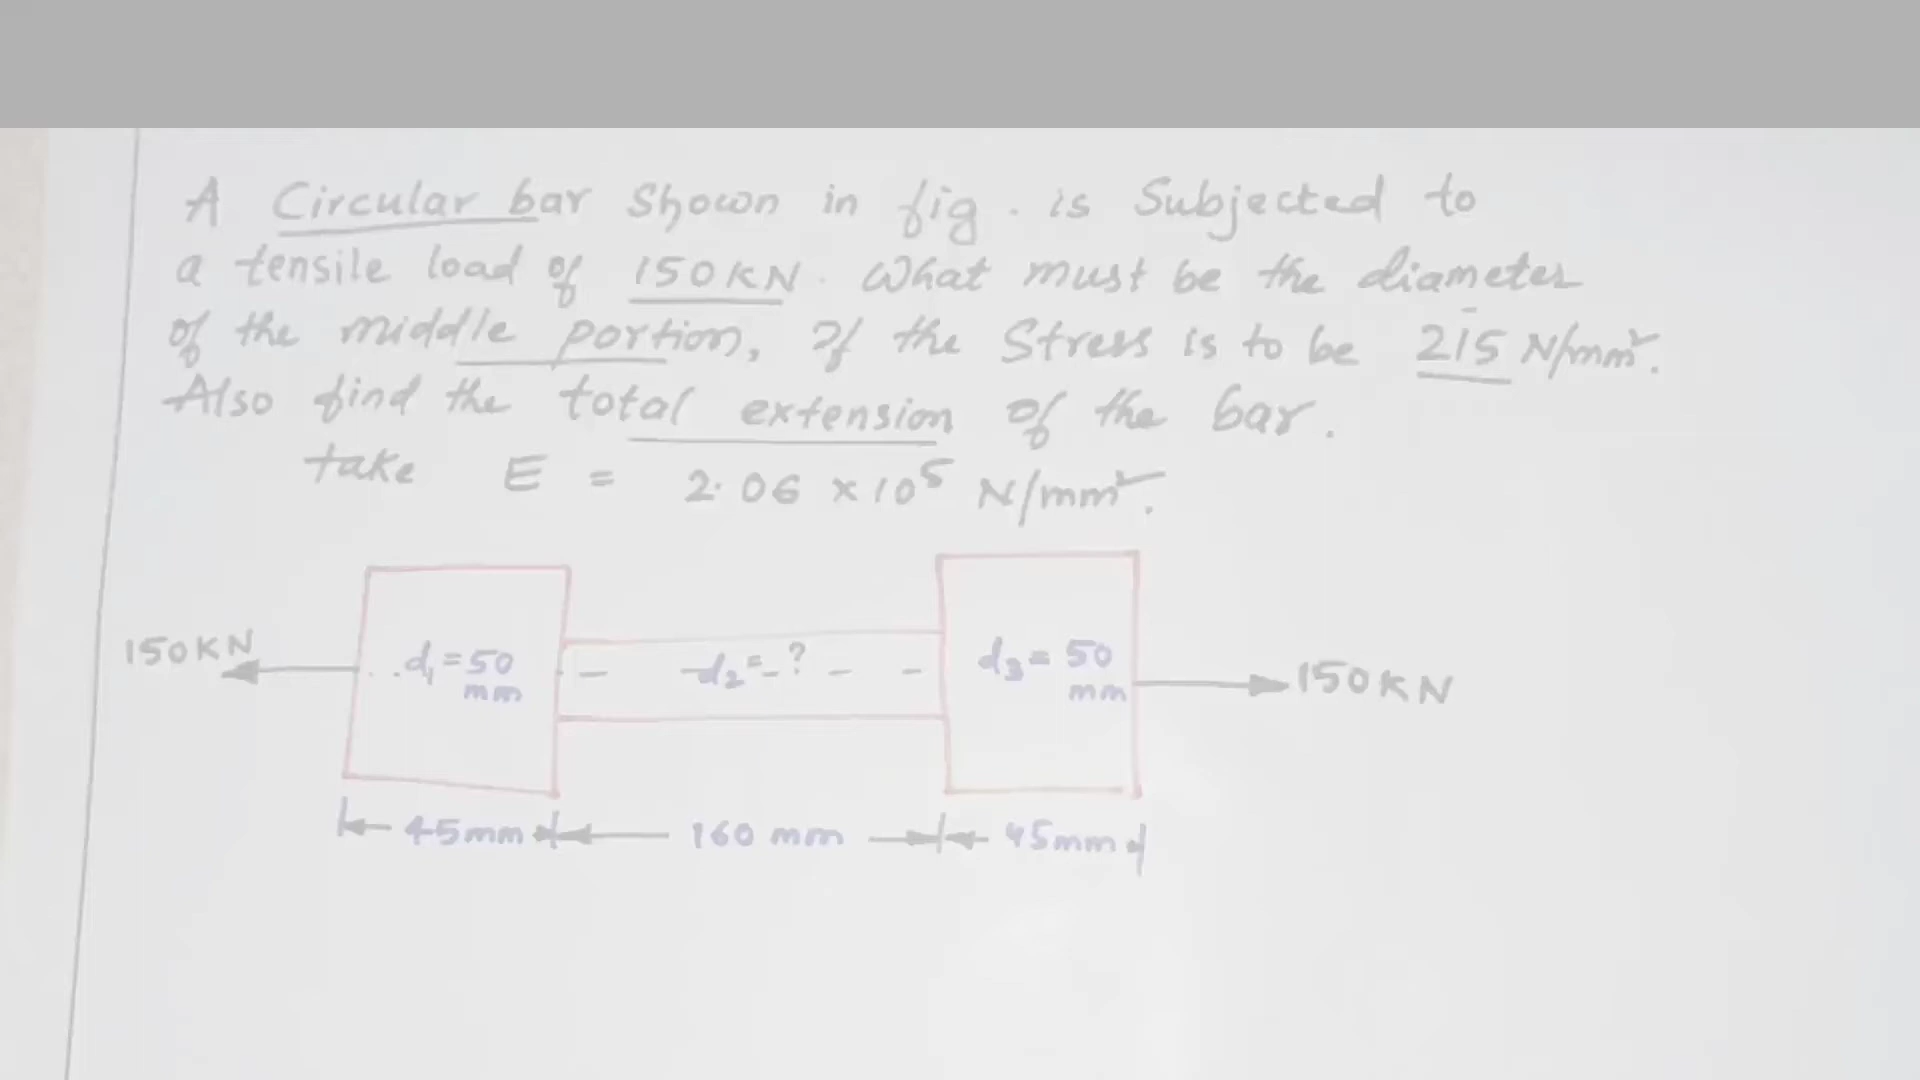 A Circular bar Shown in fig. is Subjected to
a tensile load of 150KN. What must be the diameter
of the middle portion, If the Stress is to be 215 N/mm².
Also find the total extension of the bar.
take E = 2.06 ×10⁵ N/mm².
150KN d₁=50 mm d₂=? d₃= 50 mm 150KN
45mm 160 mm 45mm